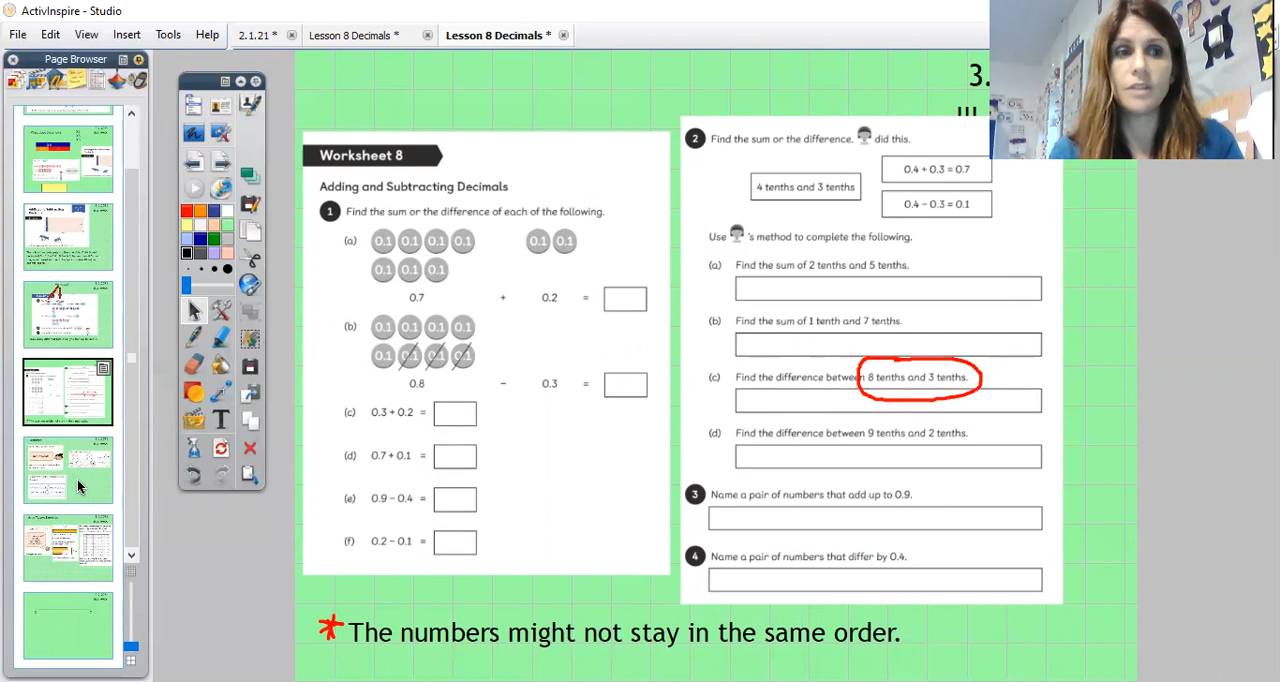 ActivInspire - Studio
File Edit View Insert Tools Help
2.1.21 * Lesson 8 Decimals * Lesson 8 Decimals *
Page Browser
3.
Worksheet 8
Adding and Subtracting Decimals
1 Find the sum or the difference of each of the following.
(a) 0.1 0.1 0.1 0.1 0.1 0.1
0.1 0.1 0.1
0.7 + 0.2 =
(b) 0.1 0.1 0.1 0.1
0.1 0.1 0.1 0.1
0.8 - 0.3 =
(c) 0.3 + 0.2 =
(d) 0.7 + 0.1 =
(e) 0.9 – 0.4 =
(f) 0.2 – 0.1 =
2 Find the sum or the difference. did this.
4 tenths and 3 tenths
0.4 + 0.3 = 0.7
0.4 – 0.3 = 0.1
Use 's method to complete the following.
(a) Find the sum of 2 tenths and 5 tenths.
(b) Find the sum of 1 tenth and 7 tenths.
(c) Find the difference between 8 tenths and 3 tenths.
(d) Find the difference between 9 tenths and 2 tenths.
3 Name a pair of numbers that add up to 0.9.
4 Name a pair of numbers that differ by 0.4.
* The numbers might not stay in the same order.